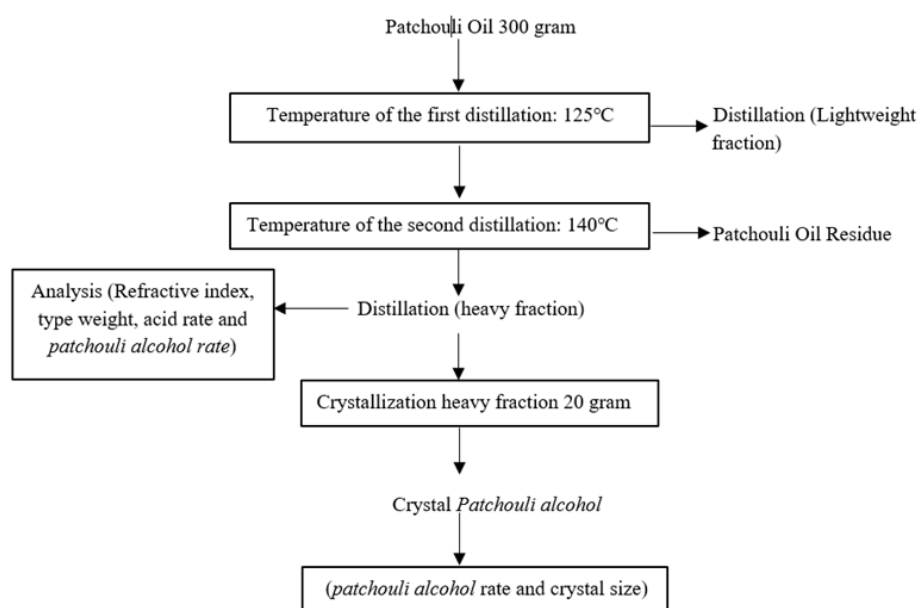 Patchouli Oil 300 gram
Temperature of the first distillation: 125℃
Distillation (Lightweight
fraction)
Temperature of the second distillation: 140℃
Patchouli Oil Residue
Analysis (Refractive index,
type weight, acid rate and
patchouli alcohol rate)
Distillation (heavy fraction)
Crystallization heavy fraction 20 gram
Crystal Patchouli alcohol
(patchouli alcohol rate and crystal size)